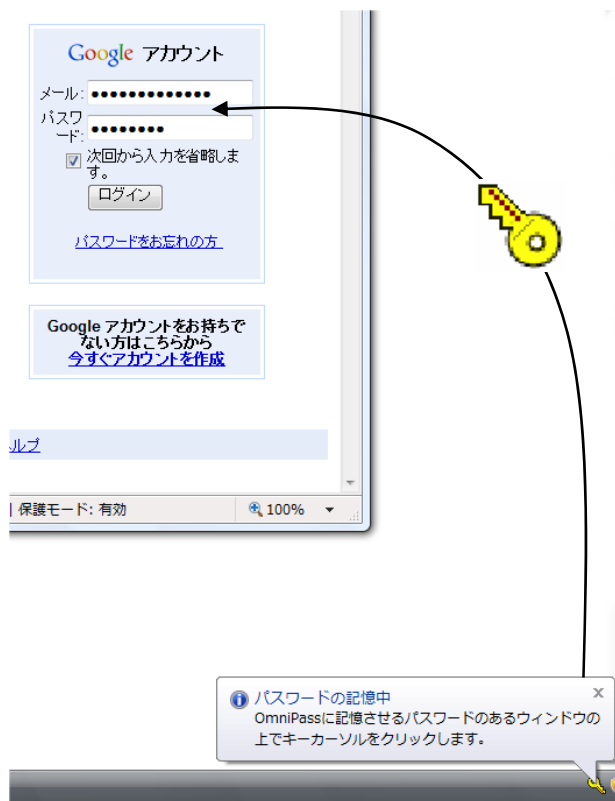 Google アカウント
メール:
パスワ
ード:
次回から入力を省略しま
す。
ログイン
パスワードをお忘れの方
Google アカウントをお持ちで
ない方はこちらから
今すぐアカウントを作成
ヘルプ
保護モード: 有効
100%
パスワードの記憶中
OmniPassに記憶させるパスワードのあるウィンドウの
上でキーカーソルをクリックします。